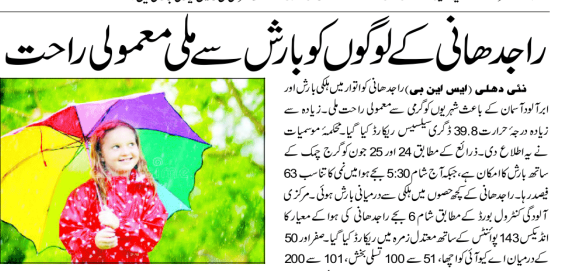 راجدھانی کے لوگوں کو بارش سے ملی معمولی راحت
نئی دھلی (ایس این بی) راجدھانی کو اتوار میں ہلکی بارش اور
ابر آلود آسمان کے باعث شہریوں کو گرمی سے معمولی راحت ملی۔ زیادہ سے
زیادہ درجۂ حرارت 39.8 ڈگری سیلسیس ریکارڈ کیا گیا۔ محکمۂ موسمیات
نے یہ اطلاع دی۔ ذرائع کے مطابق 24 اور 25 جون کو گرج چمک کے
ساتھ بارش کا امکان ہے، جبکہ آج شام 5:30 بجے ہوا میں نمی کا تناسب 63
فیصد رہا۔ راجدھانی کے کچھ حصوں میں ہلکی سے درمیانی بارش ہوئی۔ مرکزی
آلودگی کنٹرول بورڈ کے مطابق شام 6 بجے راجدھانی کی ہوا کے معیار کا
انڈیکس 143 پوائنٹس کے ساتھ معتدل زمرہ میں ریکارڈ کیا گیا۔ صفر اور 50
کے درمیان اے کیو آئی کو اچھا، 51 سے 100 تسلی بخش، 101 سے 200